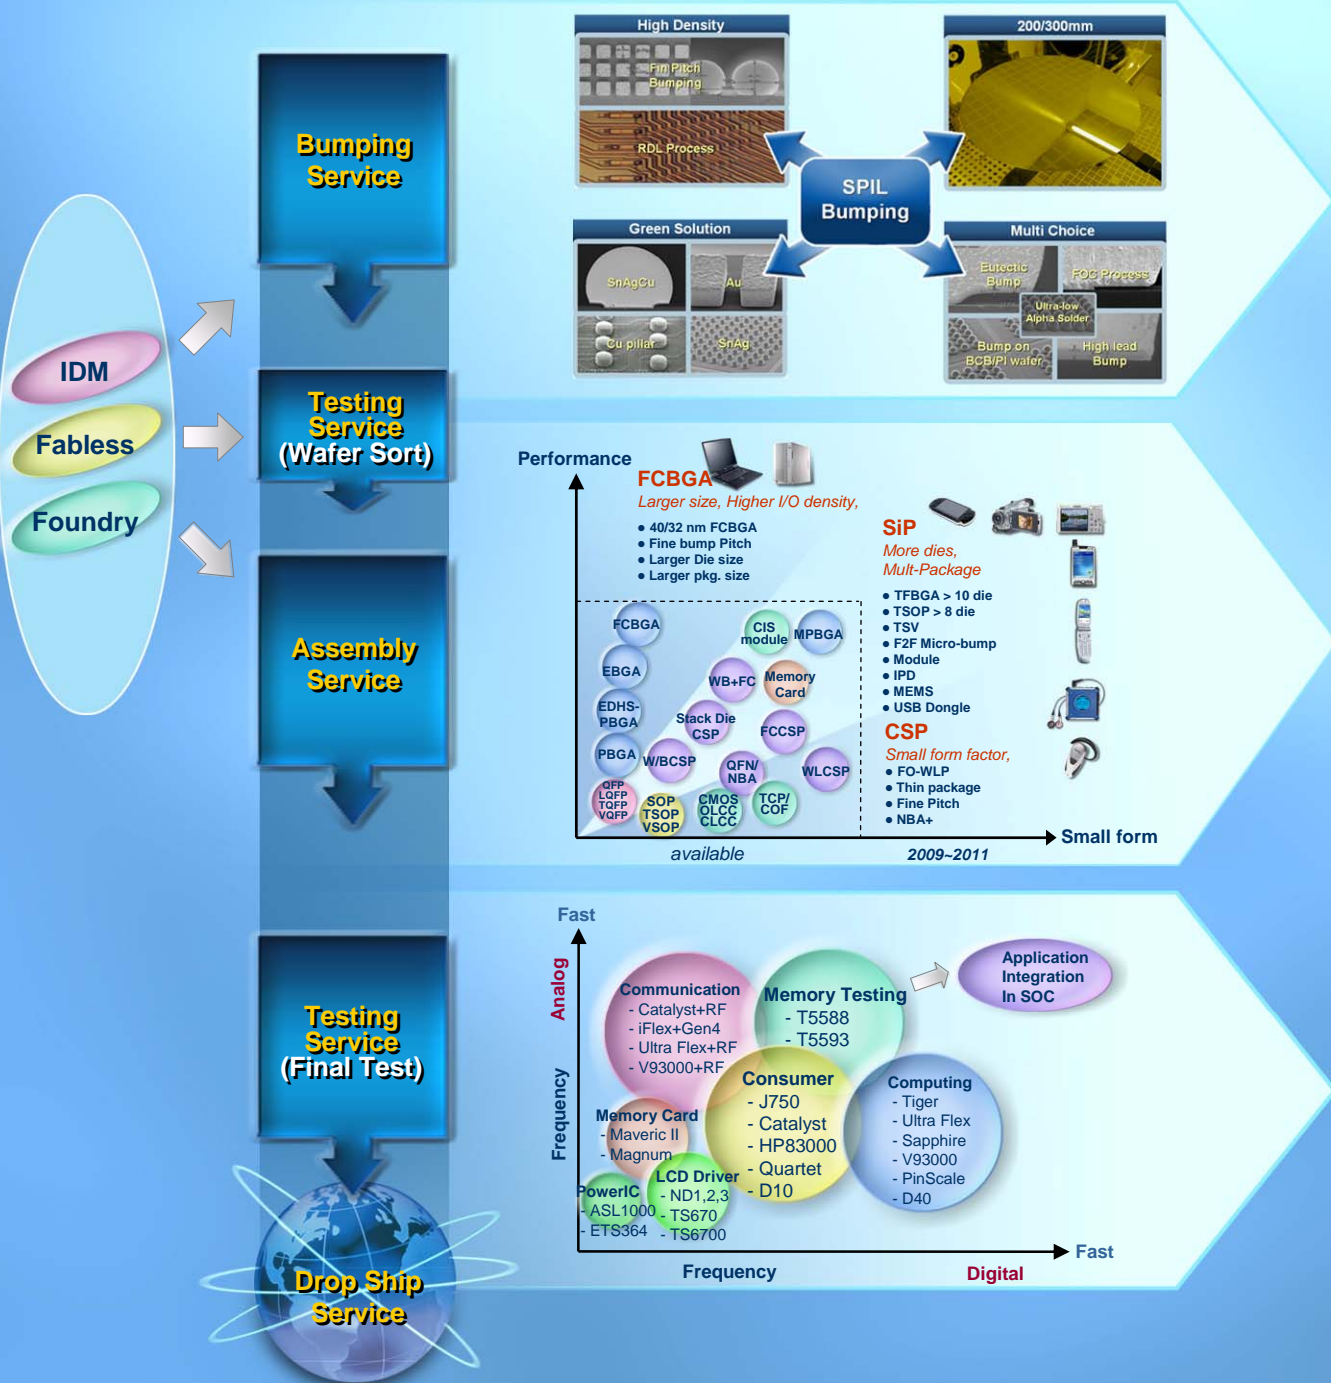 High Density
200/300mm
Fin Pitch
Bumping
RDL Process
SPIL
Bumping
Green Solution
Multi Choice
SnAgCu
Au
Cu pillar
SnAg
Eutectic
Bump
FOC Process
Ultra-low
Alpha Solder
Bump on
BCB/PI wafer
High lead
Bump
Bumping
Service
IDM
Fabless
Foundry
Testing
Service
(Wafer Sort)
Assembly
Service
Testing
Service
(Final Test)
Drop Ship
Service
Performance
FCBGA
Larger size, Higher I/O density,
● 40/32 nm FCBGA
● Fine bump Pitch
● Larger Die size
● Larger pkg. size
SiP
More dies,
Mult-Package
● TFBGA > 10 die
● TSOP > 8 die
● TSV
● F2F Micro-bump
● Module
● IPD
● MEMS
● USB Dongle
CSP
Small form factor,
● FO-WLP
● Thin package
● Fine Pitch
● NBA+
FCBGA
CIS
module
MPBGA
EBGA
WB+FC
Memory
Card
EDHS-
PBGA
Stack Die
CSP
FCCSP
PBGA
W/BCSP
QFN/
NBA
WLCSP
QFP
LQFP
TQFP
VQFP
SOP
TSOP
VSOP
CMOS
OLCC
CLCC
TCP/
COF
Small form
available
2009~2011
Fast
Analog
Frequency
Communication
- Catalyst+RF
- iFlex+Gen4
- Ultra Flex+RF
- V93000+RF
Memory Testing
- T5588
- T5593
Application
Integration
In SOC
Consumer
- J750
- Catalyst
- HP83000
- Quartet
- D10
Computing
- Tiger
- Ultra Flex
- Sapphire
- V93000
- PinScale
- D40
Memory Card
- Maveric II
- Magnum
PowerIC
- ASL1000
- ETS364
LCD Driver
- ND1,2,3
- TS670
- TS6700
Fast
Frequency
Digital